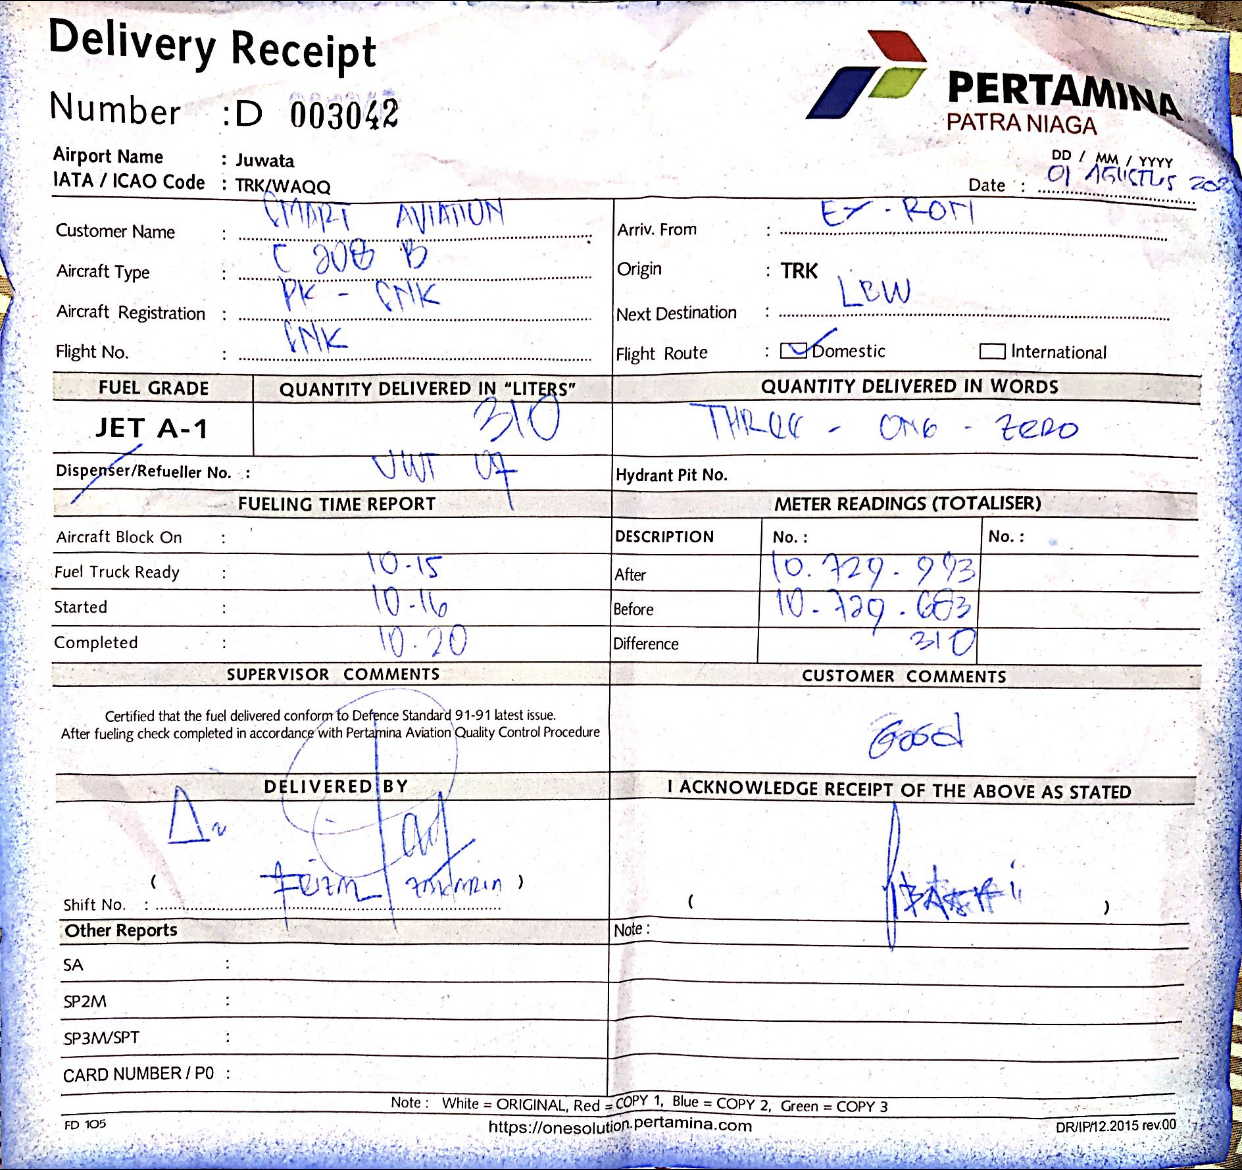 Delivery Receipt
Number : D 003042
PERTAMINA
PATRA NIAGA
Airport Name : Juwata
IATA / ICAO Code : TRK/WAQQ
DD / MM / YYYY
Date : 01 AGUSTUS
Customer Name : SMART AVIATION
Aircraft Type : C 208 B
Aircraft Registration : PK - SNK
Flight No. : SNK
Arriv. From : EX - ROM
Origin : TRK
Next Destination : LBW
Flight Route : Domestic International
FUEL GRADE QUANTITY DELIVERED IN "LITERS" QUANTITY DELIVERED IN WORDS
JET A-1 310 THREE - ONE - ZERO
Dispenser/Refueller No. : 07 Hydrant Pit No.
FUELING TIME REPORT METER READINGS (TOTALISER)
Aircraft Block On : DESCRIPTION No. : No. :
Fuel Truck Ready : 10-15 After 10.729.993
Started : 10-16 Before 10.729.683
Completed : 10.20 Difference 310
SUPERVISOR COMMENTS CUSTOMER COMMENTS
Certified that the fuel delivered conform to Defence Standard 91-91 latest issue.
After fueling check completed in accordance with Pertamina Aviation Quality Control Procedure
Good
DELIVERED BY I ACKNOWLEDGE RECEIPT OF THE ABOVE AS STATED
( )
Shift No. :
( )
Other Reports Note :
SA :
SP2M :
SP3M/SPT :
CARD NUMBER / PO :
Note : White = ORIGINAL, Red = COPY 1, Blue = COPY 2, Green = COPY 3
FD 105 https://onesolution.pertamina.com DR/IP/12.2015 rev.00